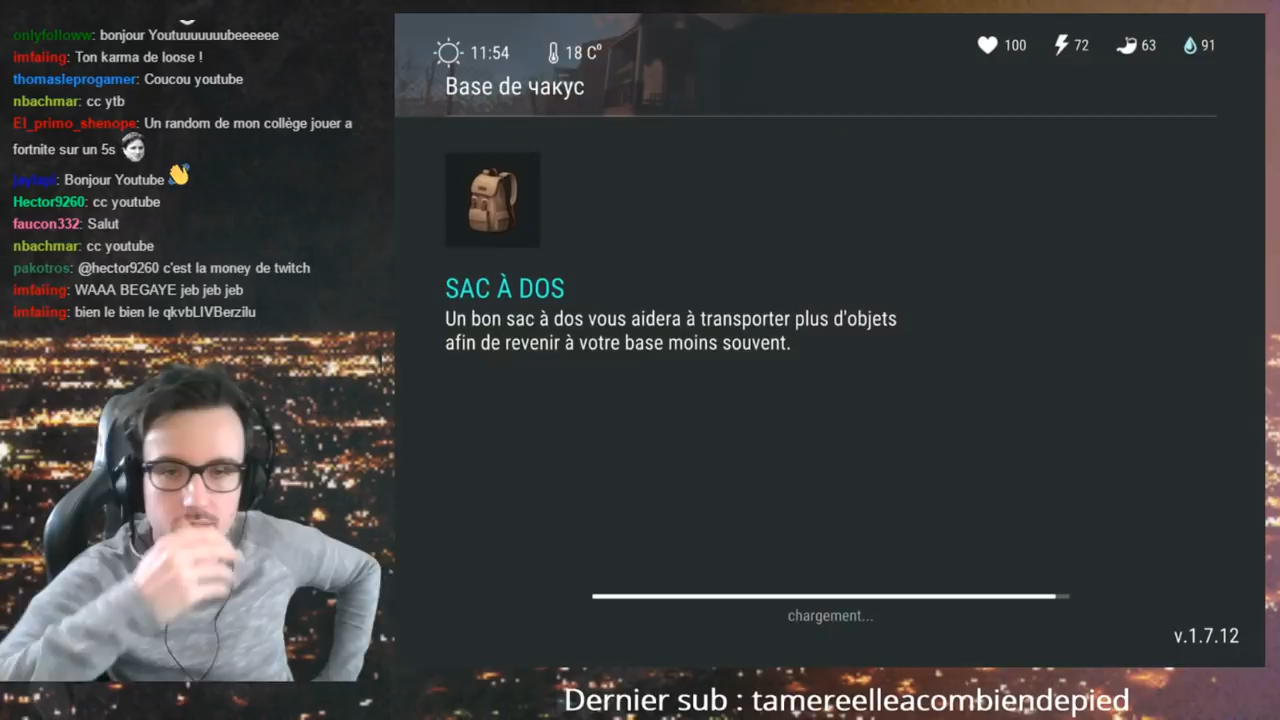 onlyfolloww: bonjour Youtuuuuuuubeeeeee
imfaiing: Ton karma de loose !
thomasleprogamer: Coucou youtube
nbachmar: cc ytb
El_primo_shenope: Un random de mon collège jouer a
fortnite sur un 5s
: Bonjour Youtube
Hector9260: cc youtube
faucon332: Salut
nbachmar: cc youtube
pakotros: @hector9260 c'est la money de twitch
imfaiing: WAAA BEGAYE jeb jeb jeb
imfaiing: bien le bien le qkvbLIVBerzilu
11:54 18 C° 100 72 63 91
Base de чакус
SAC À DOS
Un bon sac à dos vous aidera à transporter plus d'objets
afin de revenir à votre base moins souvent.
chargement...
v.1.7.12
Dernier sub : tamereelleacombiendepied